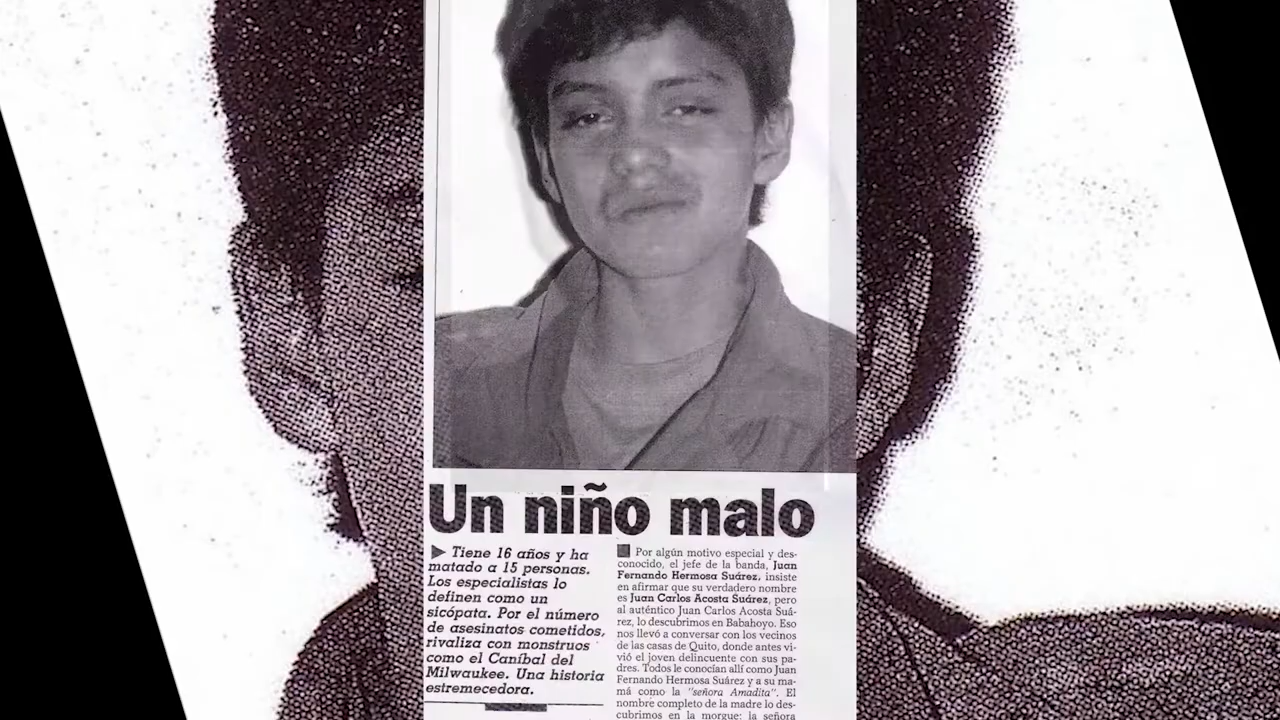 Un niño malo
▶ Tiene 16 años y ha
matado a 15 personas.
Los especialistas lo
definen como un
sicópata. Por el número
de asesinatos cometidos,
rivaliza con monstruos
como el Caníbal del
Milwaukee. Una historia
estremecedora.
■ Por algún motivo especial y des-
conocido, el jefe de la banda, Juan
Fernando Hermosa Suárez, insiste
en afirmar que su verdadero nombre
es Juan Carlos Acosta Suárez, pero
al auténtico Juan Carlos Acosta Suá-
rez, lo descubrimos en Babahoyo. Eso
nos llevó a conversar con los vecinos
de las casas de Quito, donde antes vi-
vió el joven delincuente con sus pa-
dres. Todos le conocían allí como Juan
Fernando Hermosa Suárez y a su ma-
má como la "señora Amadita". El
nombre completo de la madre lo des-
cubrimos en la morgue: la señora